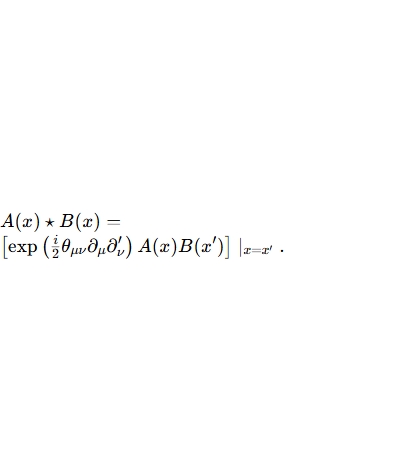 A(x) ⋆ B(x) =
[exp (i/2 θ_{μν}∂_μ∂′_ν) A(x)B(x′)] |_{x=x′} .